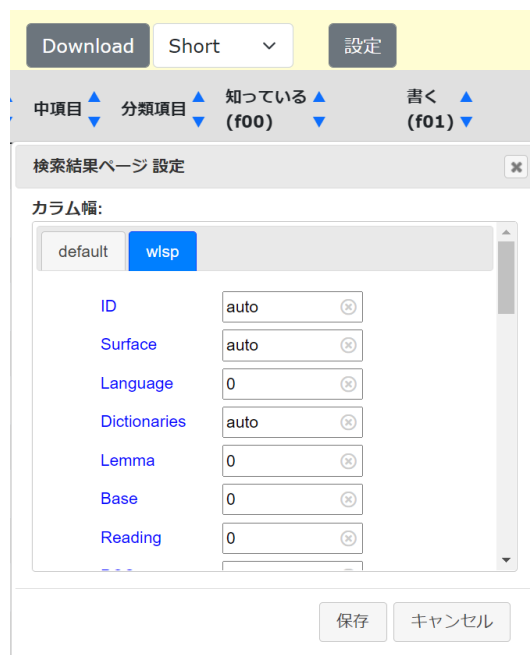 Download Short 設定
中項目 分類項目 知っている (f00) 書く (f01)
検索結果ページ 設定
カラム幅:
default wlsp
ID auto
Surface auto
Language 0
Dictionaries auto
Lemma 0
Base 0
Reading 0
保存 キャンセル